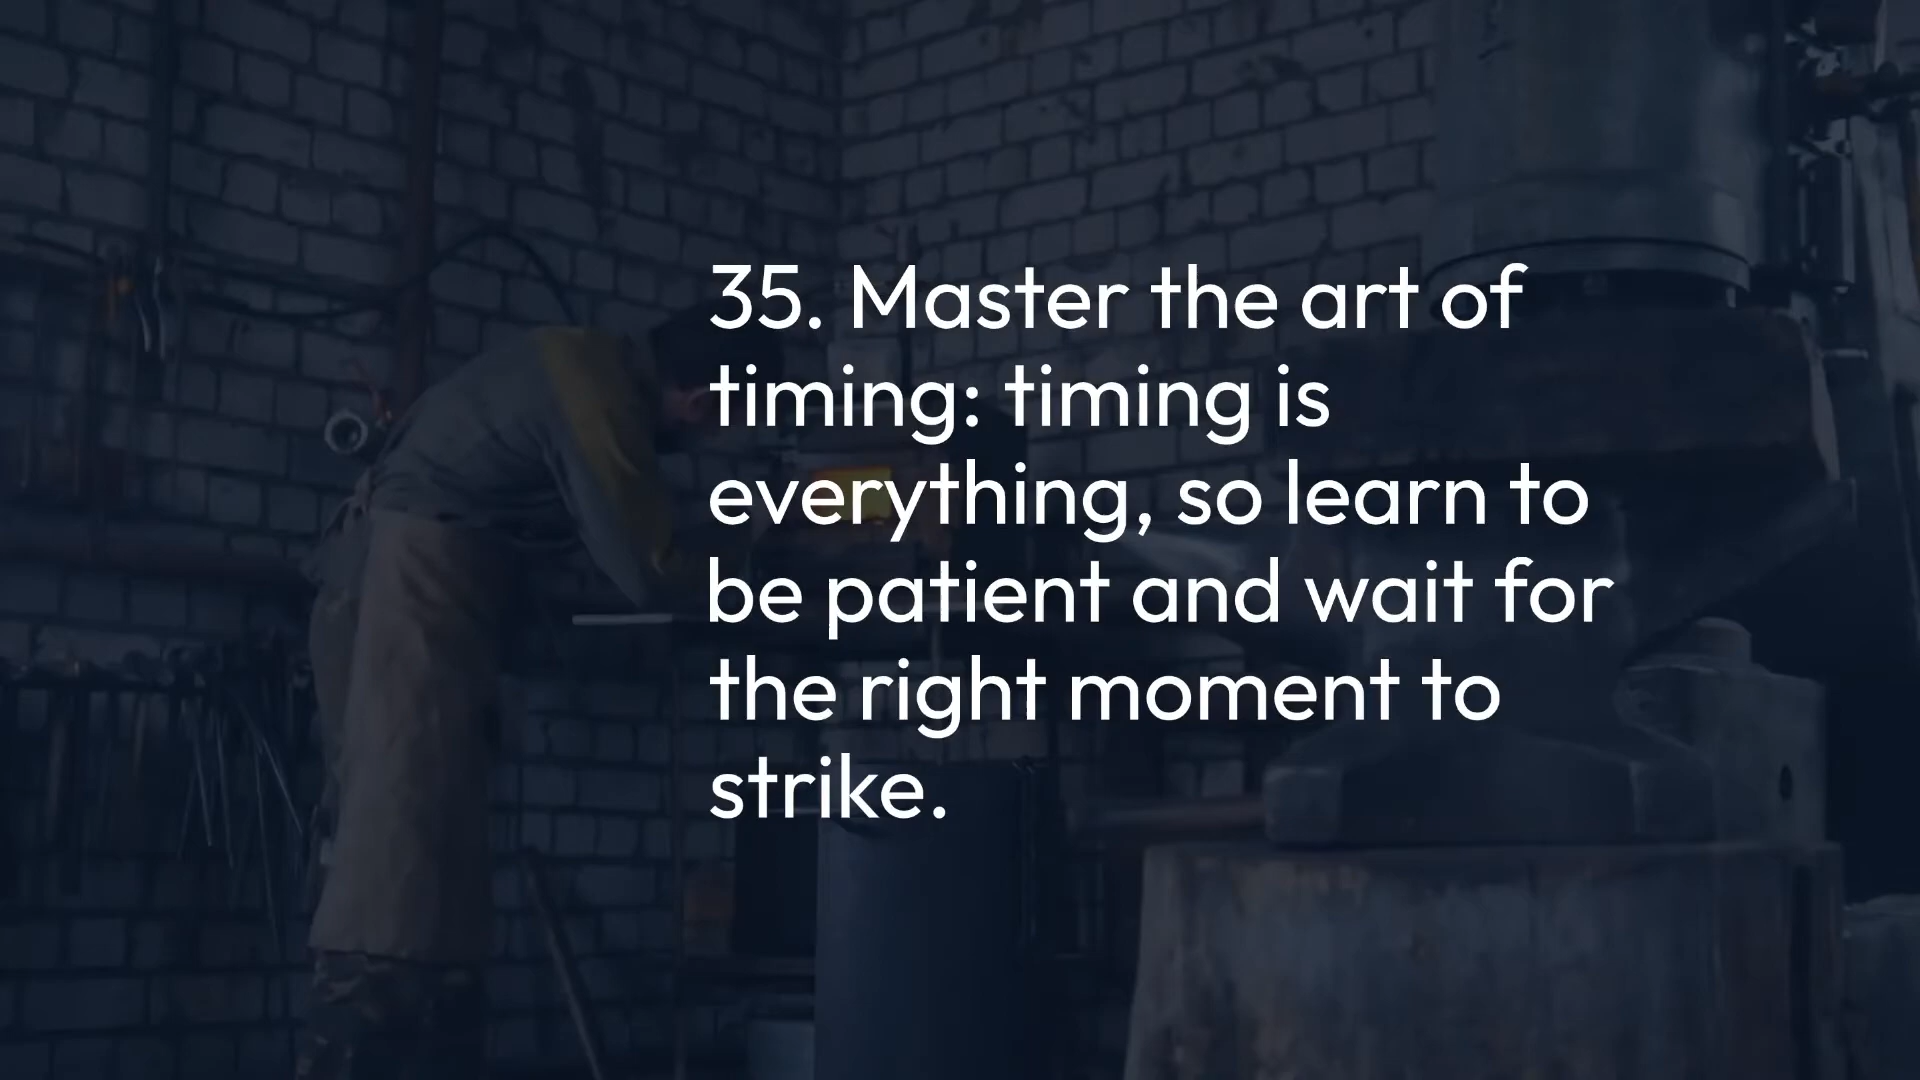 35. Master the art of
timing: timing is
everything, so learn to
be patient and wait for
the right moment to
strike.